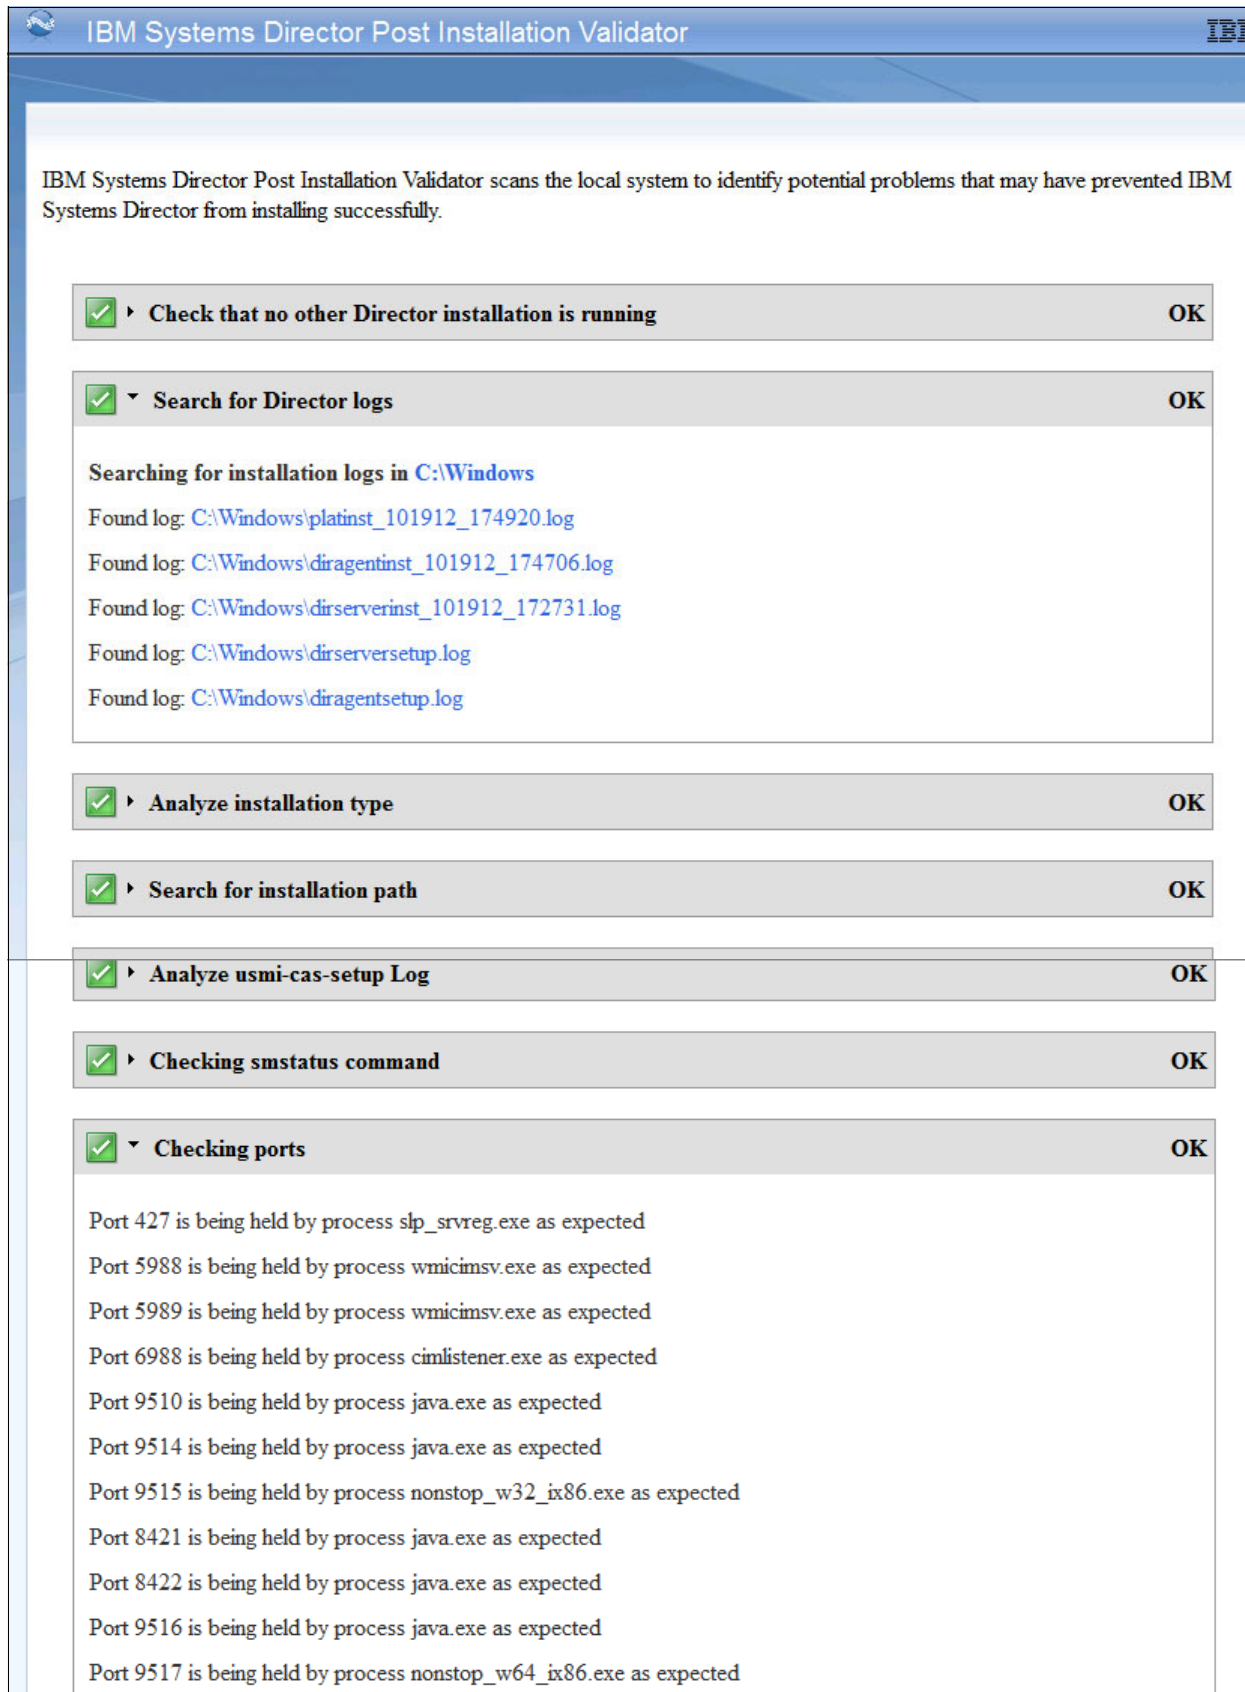 IBM Systems Director Post Installation Validator
IBM Systems Director Post Installation Validator scans the local system to identify potential problems that may have prevented IBM
Systems Director from installing successfully.
Check that no other Director installation is running OK
Search for Director logs OK
Searching for installation logs in C:\Windows
Found log: C:\Windows\platinst_101912_174920.log
Found log: C:\Windows\diragentinst_101912_174706.log
Found log: C:\Windows\dirserverinst_101912_172731.log
Found log: C:\Windows\dirserversetup.log
Found log: C:\Windows\diragentsetup.log
Analyze installation type OK
Search for installation path OK
Analyze usmi-cas-setup Log OK
Checking smstatus command OK
Checking ports OK
Port 427 is being held by process slp_srvreg.exe as expected
Port 5988 is being held by process wmicimsv.exe as expected
Port 5989 is being held by process wmicimsv.exe as expected
Port 6988 is being held by process cimlistener.exe as expected
Port 9510 is being held by process java.exe as expected
Port 9514 is being held by process java.exe as expected
Port 9515 is being held by process nonstop_w32_ix86.exe as expected
Port 8421 is being held by process java.exe as expected
Port 8422 is being held by process java.exe as expected
Port 9516 is being held by process java.exe as expected
Port 9517 is being held by process nonstop_w64_ix86.exe as expected